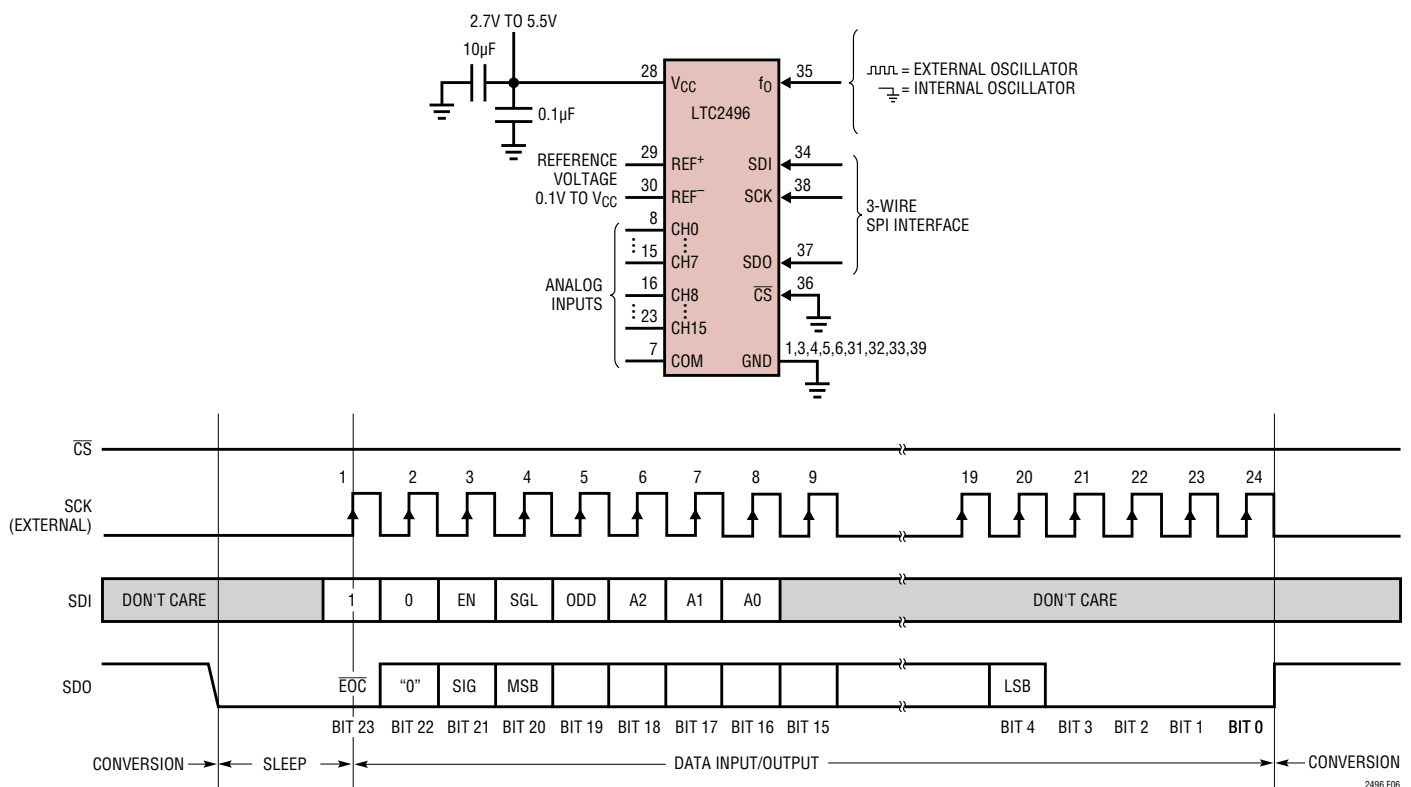 2.7V TO 5.5V
10µF
0.1µF
28
VCC
fO
35
= EXTERNAL OSCILLATOR
= INTERNAL OSCILLATOR
LTC2496
REFERENCE
VOLTAGE
0.1V TO VCC
29
REF+
30
REF–
SDI
34
SCK
38
3-WIRE
SPI INTERFACE
8
CH0
15
CH7
SDO
37
ANALOG
INPUTS
16
CH8
CS
36
23
CH15
7
COM
GND
1,3,4,5,6,31,32,33,39
CS
1 2 3 4 5 6 7 8 9 19 20 21 22 23 24
SCK
(EXTERNAL)
SDI DON'T CARE 1 0 EN SGL ODD A2 A1 A0 DON'T CARE
SDO EOC "0" SIG MSB LSB
BIT 23 BIT 22 BIT 21 BIT 20 BIT 19 BIT 18 BIT 17 BIT 16 BIT 15 BIT 4 BIT 3 BIT 2 BIT 1 BIT 0
CONVERSION SLEEP DATA INPUT/OUTPUT CONVERSION
2496 F06